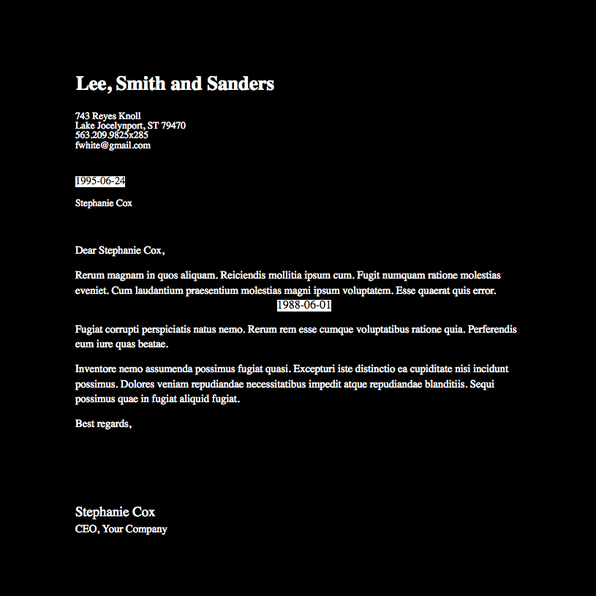 Lee, Smith and Sanders
743 Reyes Knoll
Lake Jocelynport, ST 79470
563.209.9825x285
fwhite@gmail.com
1995-06-24
Stephanie Cox
Dear Stephanie Cox,
Rerum magnam in quos aliquam. Reiciendis mollitia ipsum cum. Fugit numquam ratione molestias
eveniet. Cum laudantium praesentium molestias magni ipsum voluptatem. Esse quaerat quis error.
1988-06-01
Fugiat corrupti perspiciatis natus nemo. Rerum rem esse cumque voluptatibus ratione quia. Perferendis
eum iure quas beatae.
Inventore nemo assumenda possimus fugiat quasi. Excepturi iste distinctio ea cupiditate nisi incidunt
possimus. Dolores veniam repudiandae necessitatibus impedit atque repudiandae blanditiis. Sequi
possimus quae in fugiat aliquid fugiat.
Best regards,
Stephanie Cox
CEO, Your Company